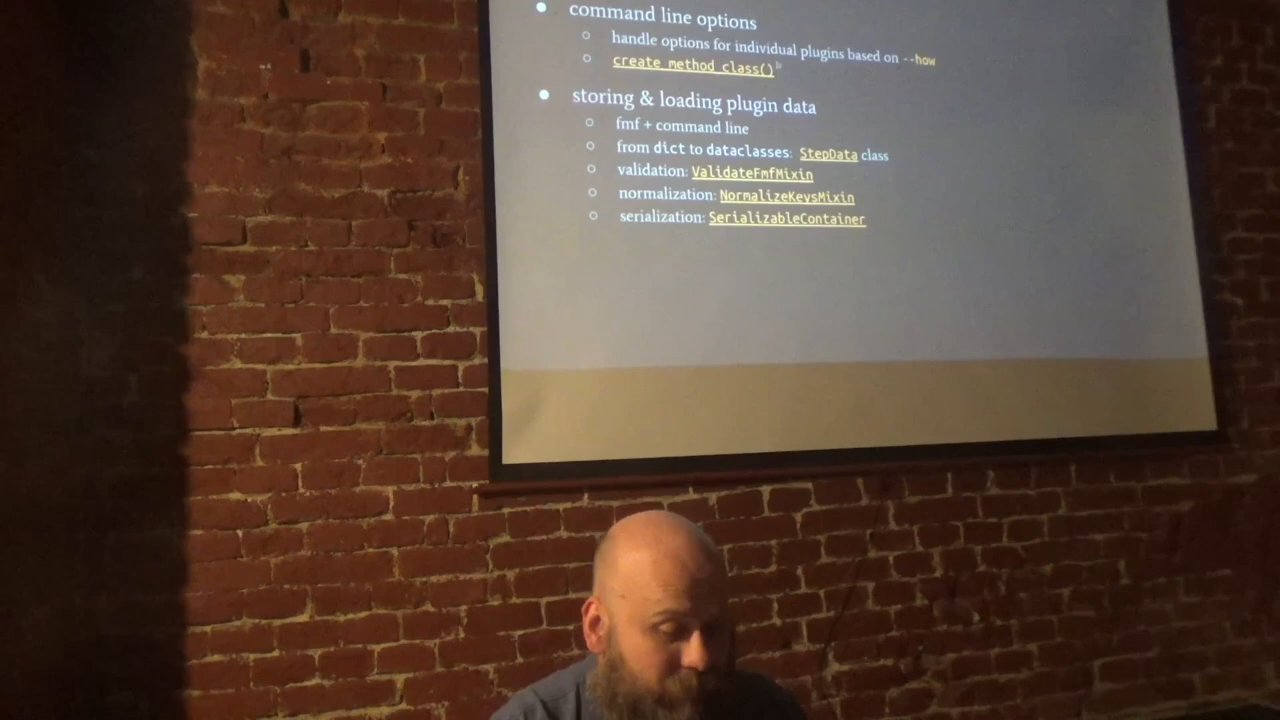 command line options
handle options for individual plugins based on --how
create_method_class()
storing & loading plugin data
fmf + command line
from dict to dataclasses: StepData class
validation: ValidateFmfMixin
normalization: NormalizeKeysMixin
serialization: SerializableContainer